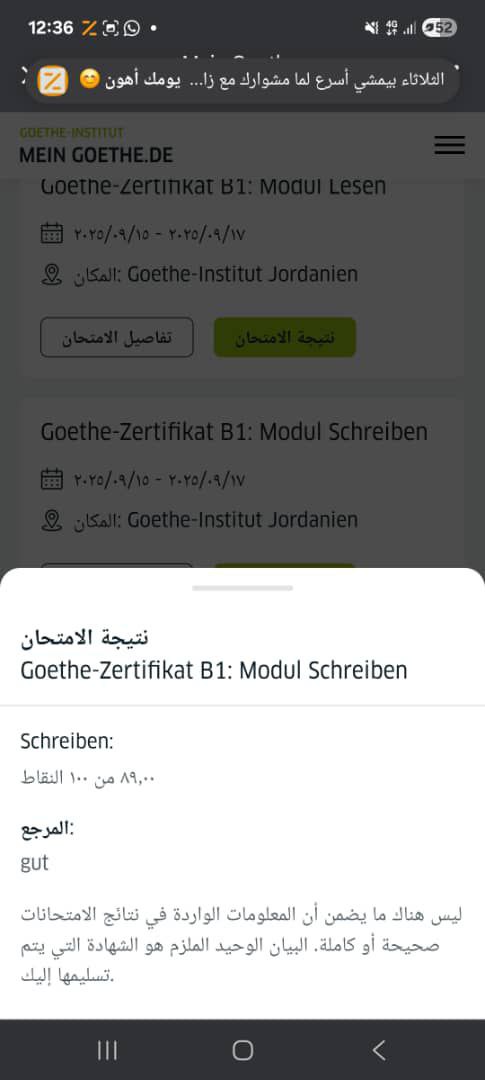 12:36
4G
52
الثلاثاء بيمشي أسرع لما مشوارك مع زا... يومك أهون 😊
GOETHE-INSTITUT
MEIN GOETHE.DE
Goethe-Zertifikat B1: Modul Lesen
٢٠٢٥/٠٩/١٥ - ٢٠٢٥/٠٩/١٧
المكان: Goethe-Institut Jordanien
تفاصيل الامتحان
نتيجة الامتحان
Goethe-Zertifikat B1: Modul Schreiben
٢٠٢٥/٠٩/١٥ - ٢٠٢٥/٠٩/١٧
المكان: Goethe-Institut Jordanien
نتيجة الامتحان
Goethe-Zertifikat B1: Modul Schreiben
Schreiben:
٨٩,٠٠ من ١٠٠ النقاط
المرجع:
gut
ليس هناك ما يضمن أن المعلومات الواردة في نتائج الامتحانات
صحيحة أو كاملة. البيان الوحيد الملزم هو الشهادة التي يتم
تسليمها إليك.